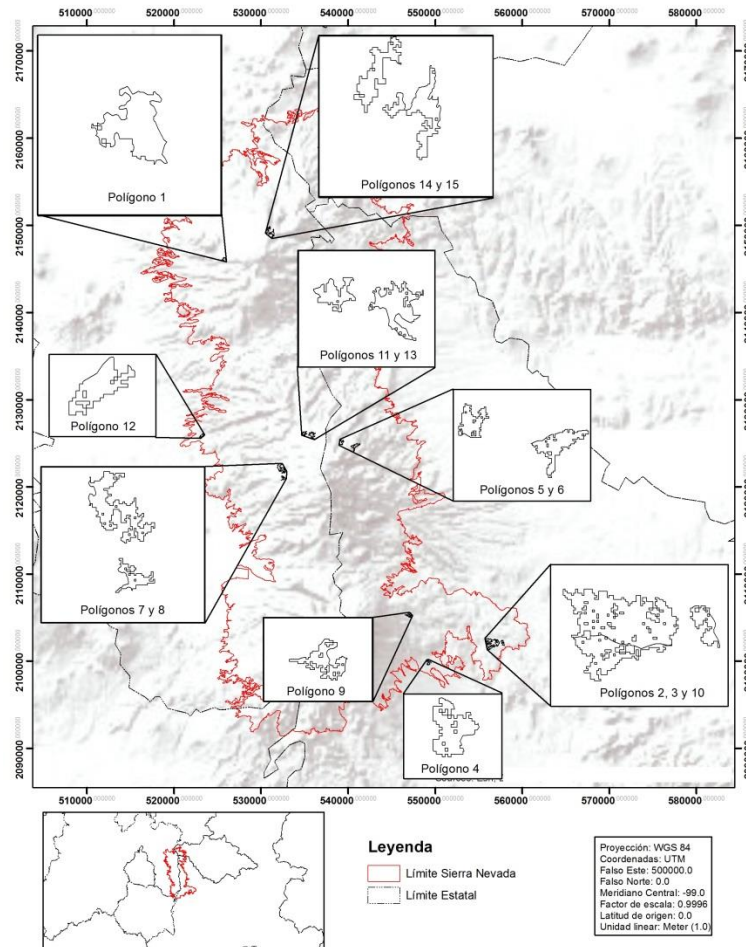 510000 520000 530000 540000 550000 560000 570000 580000
2170000
2160000
2150000
2140000
2130000
2120000
2110000
2100000
2090000
Polígono 1
Polígonos 14 y 15
Polígonos 11 y 13
Polígono 12
Polígonos 5 y 6
Polígonos 7 y 8
Polígono 9
Polígonos 2, 3 y 10
Polígono 4
510000 520000 530000 540000 550000 560000 570000 580000
Leyenda
Límite Sierra Nevada
Límite Estatal
Proyección: WGS 84
Coordenadas: UTM
Falso Este: 500000.0
Falso Norte: 0.0
Meridiano Central: -99.0
Factor de escala: 0.9996
Latitud de origen: 0.0
Unidad linear: Meter (1.0)